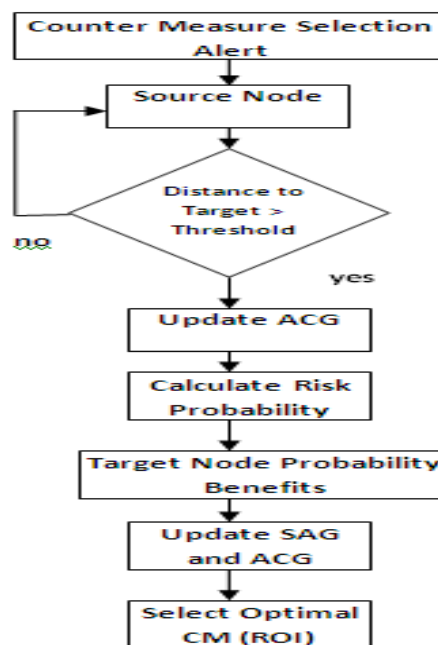 Counter Measure Selection
Alert
Source Node
Distance to
Target >
Threshold
no
yes
Update ACG
Calculate Risk
Probability
Target Node Probability
Benefits
Update SAG
and ACG
Select Optimal
CM (ROI)